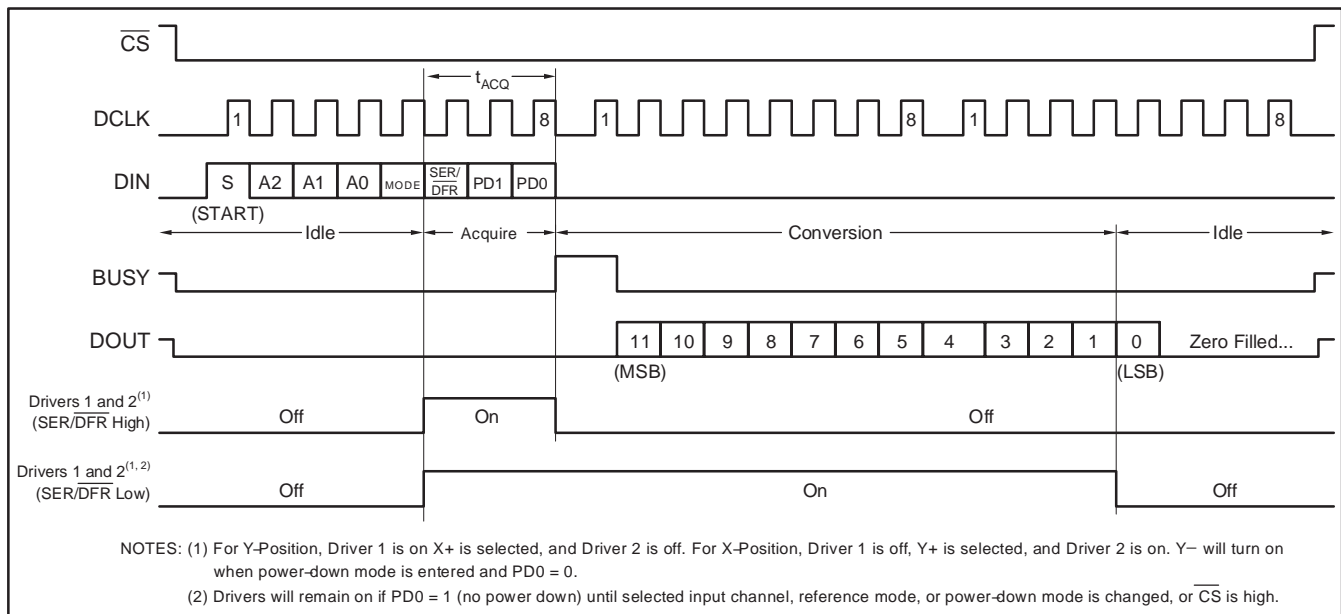 CS
tACQ
DCLK 1 8 1 8 1 8
DIN S A2 A1 A0 MODE SER/DFR PD1 PD0
(START)
Idle Acquire Conversion Idle
BUSY
DOUT 11 10 9 8 7 6 5 4 3 2 1 0 Zero Filled...
(MSB) (LSB)
Drivers 1 and 2(1)
(SER/DFR High) Off On Off
Drivers 1 and 2(1, 2)
(SER/DFR Low) Off On Off
NOTES: (1) For Y–Position, Driver 1 is on X+ is selected, and Driver 2 is off. For X–Position, Driver 1 is off, Y+ is selected, and Driver 2 is on. Y– will turn on
when power-down mode is entered and PD0 = 0.
(2) Drivers will remain on if PD0 = 1 (no power down) until selected input channel, reference mode, or power-down mode is changed, or CS is high.